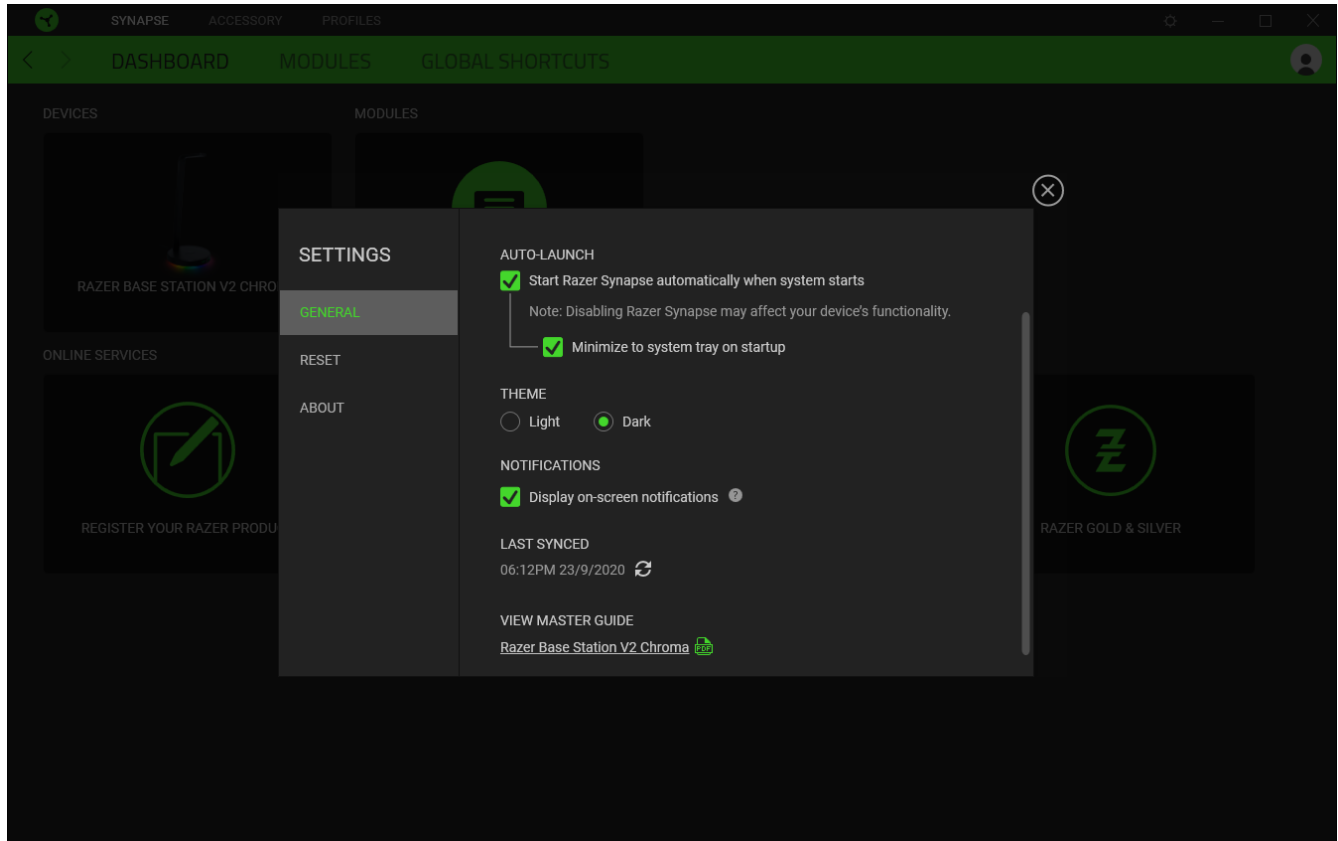 SYNAPSE ACCESSORY PROFILES
DASHBOARD MODULES GLOBAL SHORTCUTS
DEVICES MODULES
RAZER BASE STATION V2 CHRO
ONLINE SERVICES
REGISTER YOUR RAZER PRODU
RAZER GOLD & SILVER
SETTINGS
GENERAL
RESET
ABOUT
AUTO-LAUNCH
Start Razer Synapse automatically when system starts
Note: Disabling Razer Synapse may affect your device's functionality.
Minimize to system tray on startup
THEME
Light Dark
NOTIFICATIONS
Display on-screen notifications ?
LAST SYNCED
06:12PM 23/9/2020
VIEW MASTER GUIDE
Razer Base Station V2 Chroma PDF